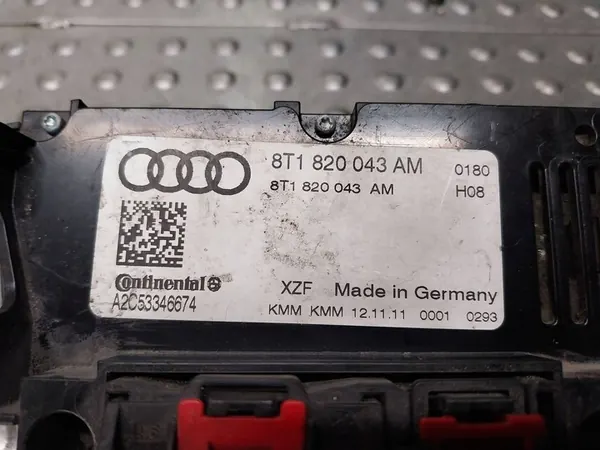 8T1 820 043 AM 0180
8T1 820 043 AM H08
Continental
A2C53346674
XZF Made in Germany
KMM KMM 12.11.11 0001 0293